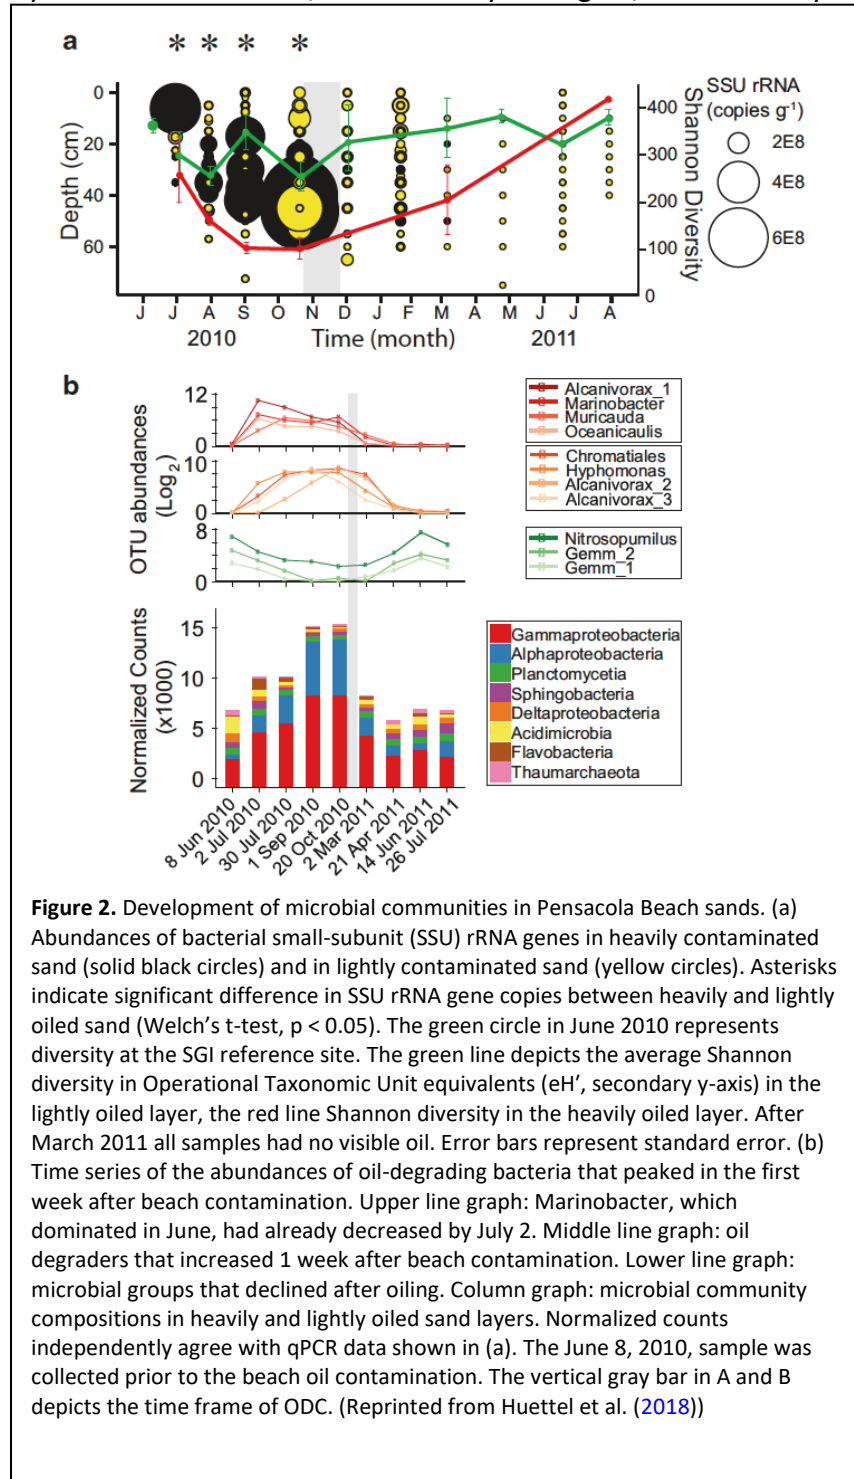 a
* * * *
SSU rRNA
(copies g-1)
2E8
4E8
6E8
Depth (cm)
0
20
40
60
Shannon Diversity
400
300
200
100
0
J J A S O N D J F M A M J J A
2010 Time (month) 2011
b
OTU abundances
(Log2)
12
0
10
0
8
0
Alcanivorax_1
Marinobacter
Muricauda
Oceanicaulis
Chromatiales
Hyphomonas
Alcanivorax_2
Alcanivorax_3
Nitrosopumilus
Gemm_2
Gemm_1
Normalized Counts
(x1000)
15
10
5
0
Gammaproteobacteria
Alphaproteobacteria
Planctomycetia
Sphingobacteria
Deltaproteobacteria
Acidimicrobia
Flavobacteria
Thaumarchaeota
8 Jun 2010
2 Jul 2010
30 Jul 2010
1 Sep 2010
20 Oct 2010
2 Mar 2011
21 Apr 2011
14 Jun 2011
26 Jul 2011
Figure 2. Development of microbial communities in Pensacola Beach sands. (a)
Abundances of bacterial small-subunit (SSU) rRNA genes in heavily contaminated
sand (solid black circles) and in lightly contaminated sand (yellow circles). Asterisks
indicate significant difference in SSU rRNA gene copies between heavily and lightly
oiled sand (Welch's t-test, p < 0.05). The green circle in June 2010 represents
diversity at the SGI reference site. The green line depicts the average Shannon
diversity in Operational Taxonomic Unit equivalents (eH′, secondary y-axis) in the
lightly oiled layer, the red line Shannon diversity in the heavily oiled layer. After
March 2011 all samples had no visible oil. Error bars represent standard error. (b)
Time series of the abundances of oil-degrading bacteria that peaked in the first
week after beach contamination. Upper line graph: Marinobacter, which
dominated in June, had already decreased by July 2. Middle line graph: oil
degraders that increased 1 week after beach contamination. Lower line graph:
microbial groups that declined after oiling. Column graph: microbial community
compositions in heavily and lightly oiled sand layers. Normalized counts
independently agree with qPCR data shown in (a). The June 8, 2010, sample was
collected prior to the beach oil contamination. The vertical gray bar in A and B
depicts the time frame of ODC. (Reprinted from Huettel et al. (2018))